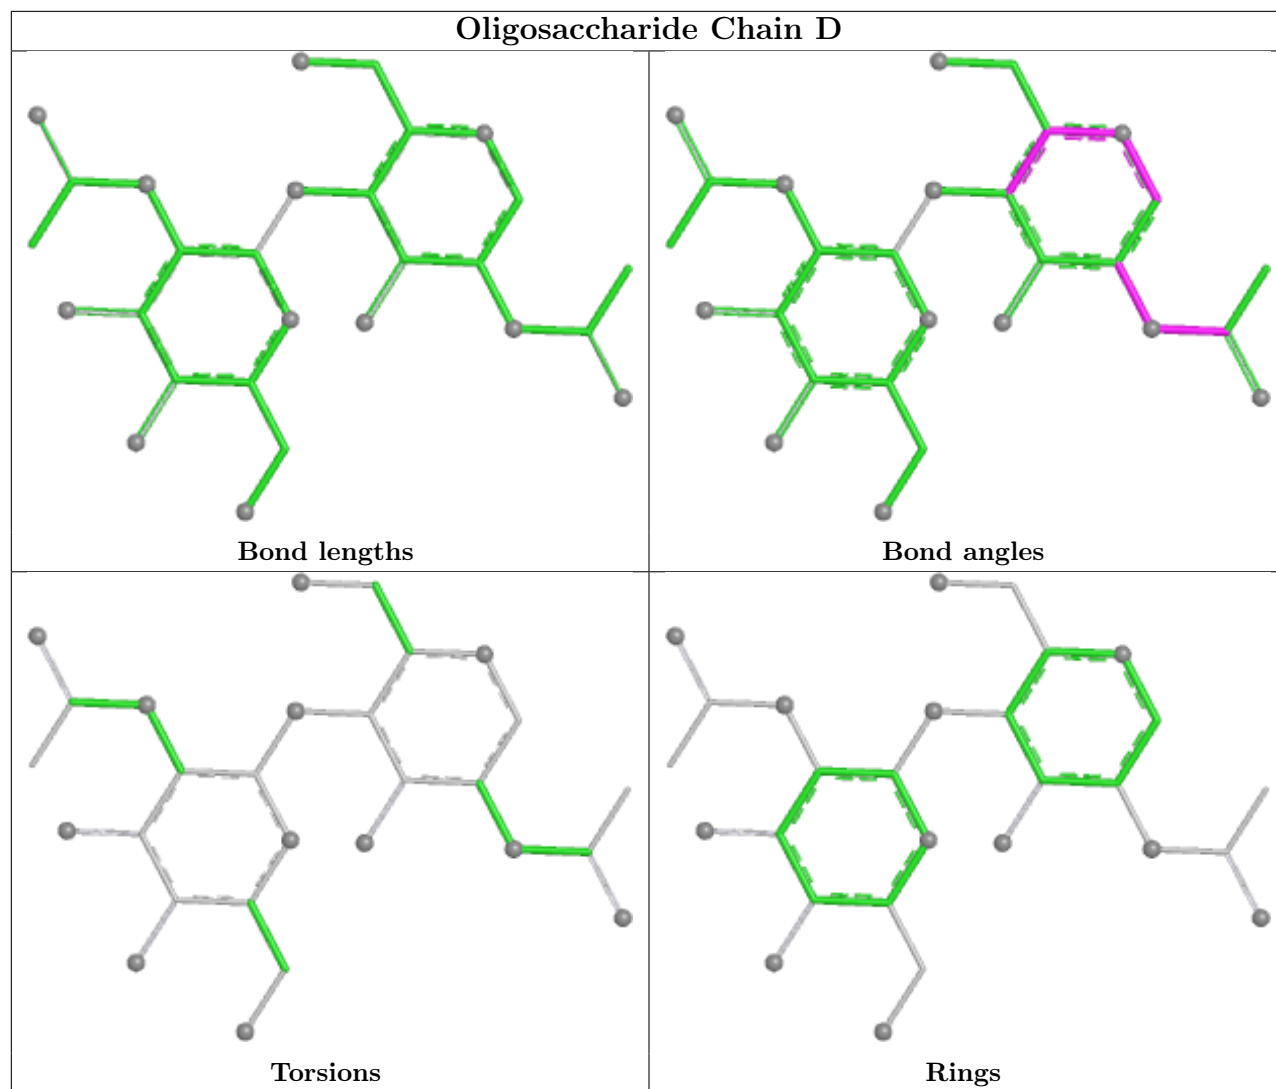 Oligosaccharide Chain D
Bond lengths
Bond angles
Torsions
Rings